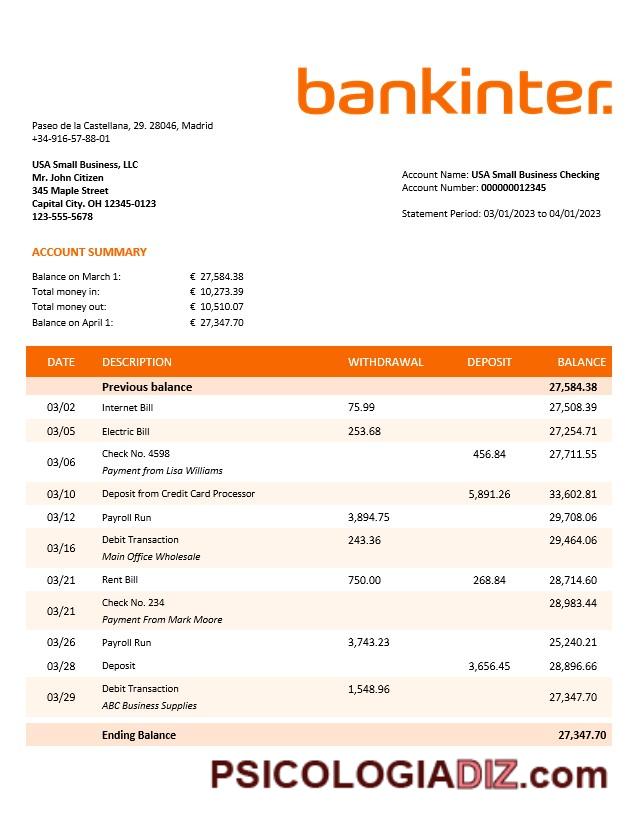 bankinter.
Paseo de la Castellana, 29. 28046, Madrid
+34-916-57-88-01
USA Small Business, LLC
Mr. John Citizen
345 Maple Street
Capital City. OH 12345-0123
123-555-5678
Account Name: USA Small Business Checking
Account Number: 000000012345
Statement Period: 03/01/2023 to 04/01/2023
ACCOUNT SUMMARY
Balance on March 1: € 27,584.38
Total money in: € 10,273.39
Total money out: € 10,510.07
Balance on April 1: € 27,347.70
DATE DESCRIPTION WITHDRAWAL DEPOSIT BALANCE
Previous balance 27,584.38
03/02 Internet Bill 75.99 27,508.39
03/05 Electric Bill 253.68 27,254.71
03/06 Check No. 4598 456.84 27,711.55
Payment from Lisa Williams
03/10 Deposit from Credit Card Processor 5,891.26 33,602.81
03/12 Payroll Run 3,894.75 29,708.06
03/16 Debit Transaction 243.36 29,464.06
Main Office Wholesale
03/21 Rent Bill 750.00 268.84 28,714.60
03/21 Check No. 234 28,983.44
Payment From Mark Moore
03/26 Payroll Run 3,743.23 25,240.21
03/28 Deposit 3,656.45 28,896.66
03/29 Debit Transaction 1,548.96 27,347.70
ABC Business Supplies
Ending Balance 27,347.70
PSICOLOGIADIZ.com